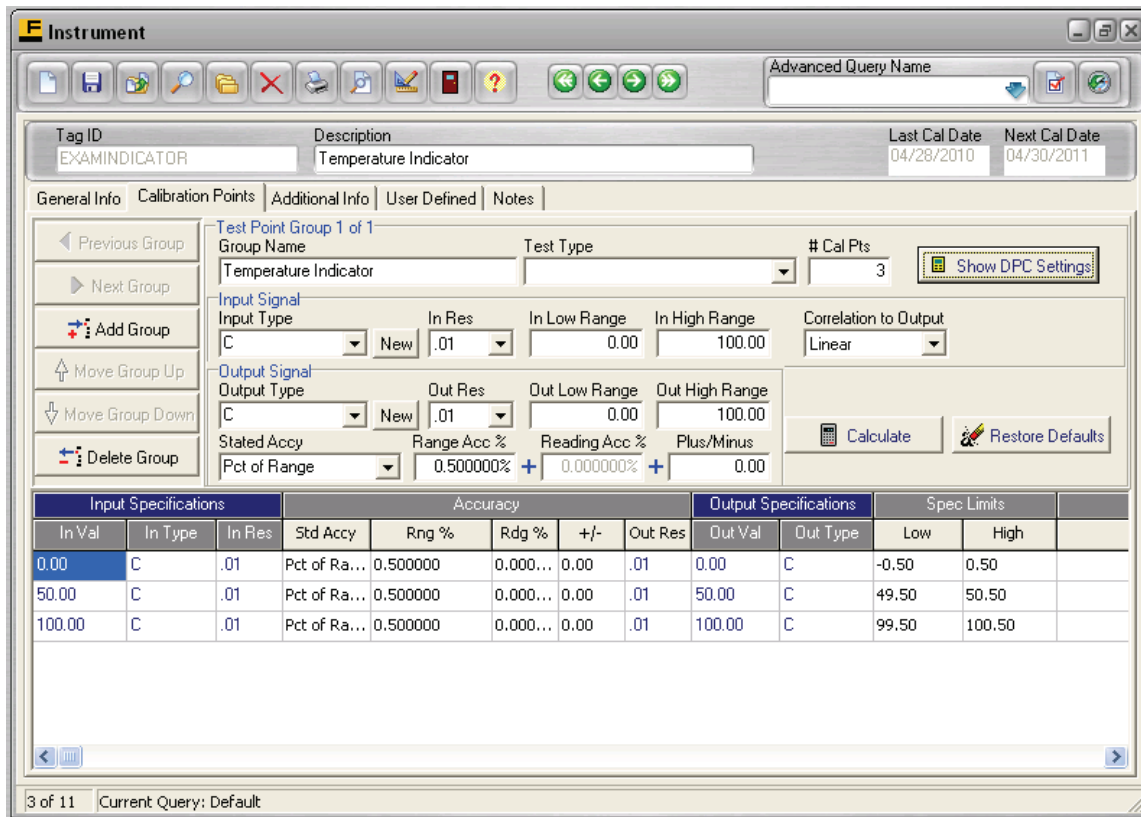 F Instrument
Advanced Query Name
Tag ID Description Last Cal Date Next Cal Date
EXAMINDICATOR Temperature Indicator 04/28/2010 04/30/2011
General Info Calibration Points Additional Info User Defined Notes
Previous Group
Next Group
Add Group
Move Group Up
Move Group Down
Delete Group
Test Point Group 1 of 1
Group Name Test Type # Cal Pts
Temperature Indicator 3 Show DPC Settings
Input Signal
Input Type In Res In Low Range In High Range Correlation to Output
C New .01 0.00 100.00 Linear
Output Signal
Output Type Out Res Out Low Range Out High Range
C New .01 0.00 100.00
Stated Accy Range Acc % Reading Acc % Plus/Minus
Pct of Range 0.500000% + 0.000000% + 0.00
Calculate Restore Defaults
Input Specifications Accuracy Output Specifications Spec Limits
In Val In Type In Res Std Accy Rng % Rdg % +/- Out Res Out Val Out Type Low High
0.00 C .01 Pct of Ra... 0.500000 0.000... 0.00 .01 0.00 C -0.50 0.50
50.00 C .01 Pct of Ra... 0.500000 0.000... 0.00 .01 50.00 C 49.50 50.50
100.00 C .01 Pct of Ra... 0.500000 0.000... 0.00 .01 100.00 C 99.50 100.50
3 of 11 Current Query: Default